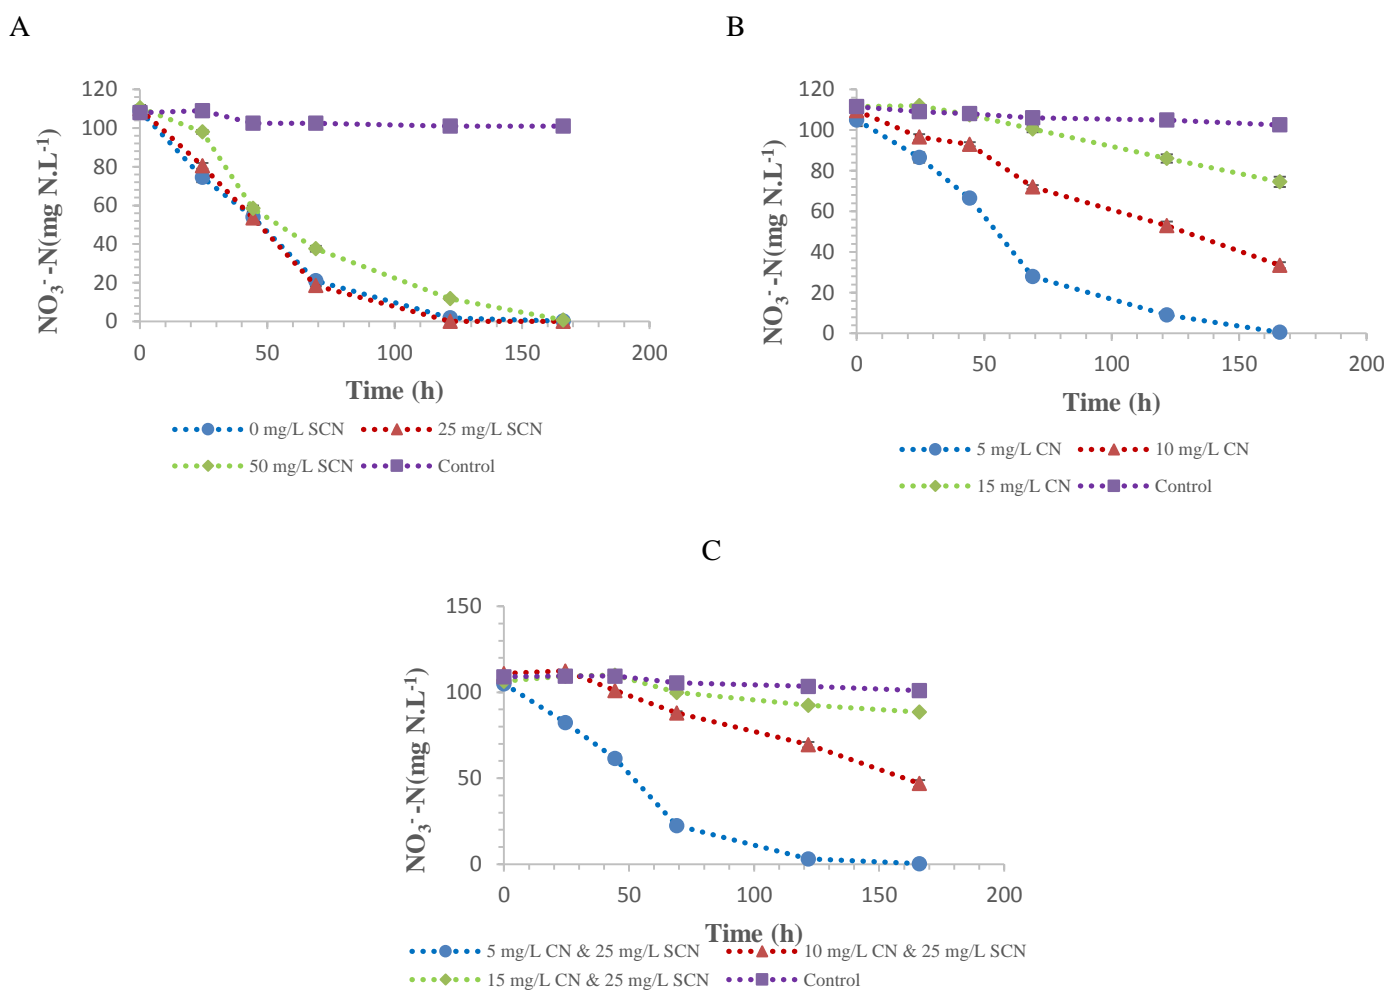 A
120
100
80
60
40
20
0
NO₃⁻ -N(mg N.L⁻¹)
0 50 100 150 200
Time (h)
0 mg/L SCN 25 mg/L SCN
50 mg/L SCN Control
B
120
100
80
60
40
20
0
NO₃⁻ -N(mg N.L⁻¹)
0 50 100 150 200
Time (h)
5 mg/L CN 10 mg/L CN
15 mg/L CN Control
C
150
100
50
0
NO₃⁻ -N(mg N.L⁻¹)
0 50 100 150 200
Time (h)
5 mg/L CN & 25 mg/L SCN 10 mg/L CN & 25 mg/L SCN
15 mg/L CN & 25 mg/L SCN Control